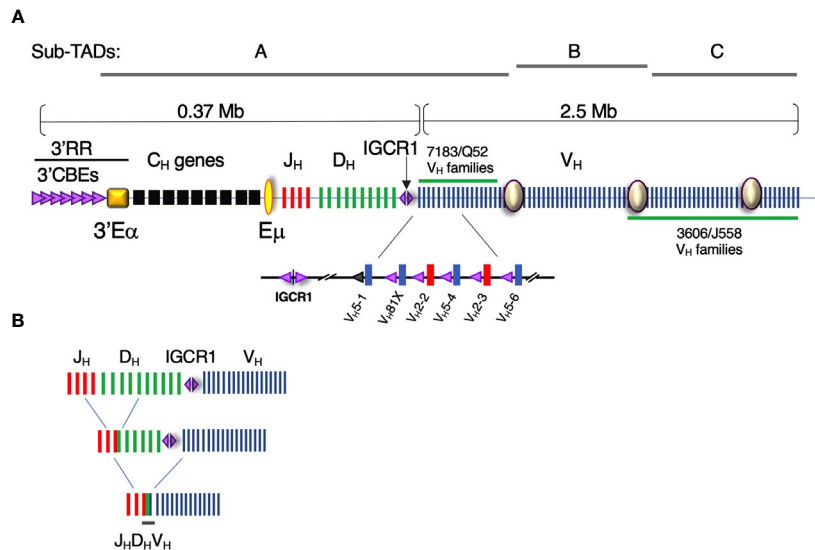 A
Sub-TADs: A B C
0.37 Mb 2.5 Mb
3'RR
3'CBEs
CH genes
JH DH
IGCR1
7183/Q52
VH families
VH
3'Eα
Eμ
3606/J558
VH families
IGCR1
VH5-1
VH81X
VH2-2
VH5-4
VH2-3
VH5-6
B
JH DH IGCR1 VH
JHDHVH